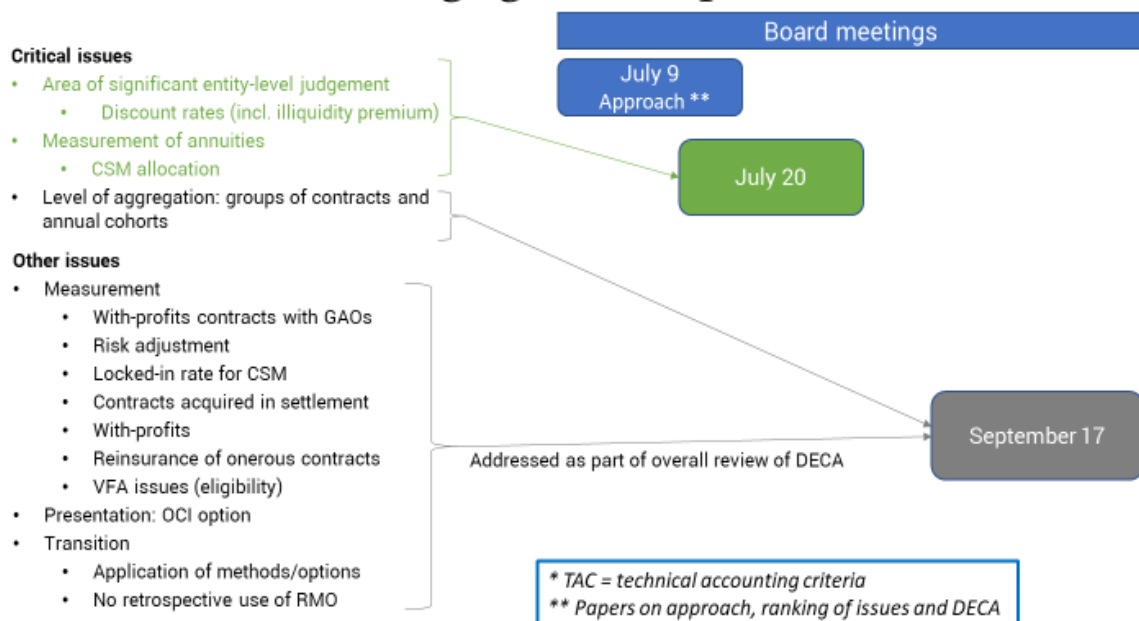 Board meetings
July 9
Approach **
July 20
September 17
Critical issues
• Area of significant entity-level judgement
• Discount rates (incl. illiquidity premium)
• Measurement of annuities
• CSM allocation
• Level of aggregation: groups of contracts and
annual cohorts
Other issues
• Measurement
• With-profits contracts with GAOs
• Risk adjustment
• Locked-in rate for CSM
• Contracts acquired in settlement
• With-profits
• Reinsurance of onerous contracts
• VFA issues (eligibility)
• Presentation: OCI option
• Transition
• Application of methods/options
• No retrospective use of RMO
Addressed as part of overall review of DECA
* TAC = technical accounting criteria
** Papers on approach, ranking of issues and DECA